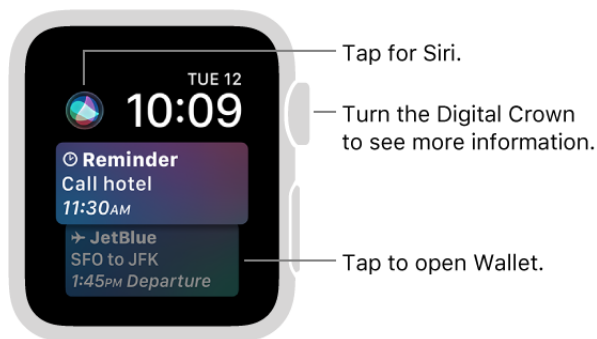 Tap for Siri.
TUE 12
10:09
Turn the Digital Crown
to see more information.
Reminder
Call hotel
11:30AM
JetBlue
SFO to JFK
1:45PM Departure
Tap to open Wallet.